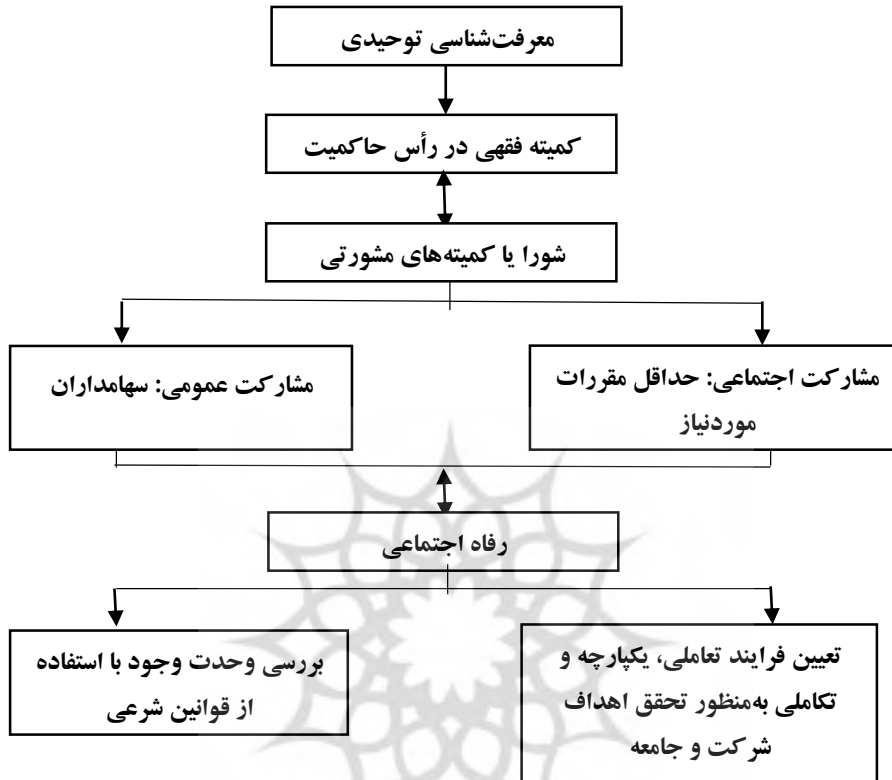 معرفت‌شناسی توحیدی
کمیته فقهی در رأس حاکمیت
شورا یا کمیته‌های مشورتی
مشارکت اجتماعی: حداقل مقررات
موردنیاز
مشارکت عمومی: سهامداران
رفاه اجتماعی
تعیین فرایند تعاملی، یکپارچه و
تکاملی به‌منظور تحقق اهداف
شرکت و جامعه
بررسی وحدت وجود با استفاده
از قوانین شرعی